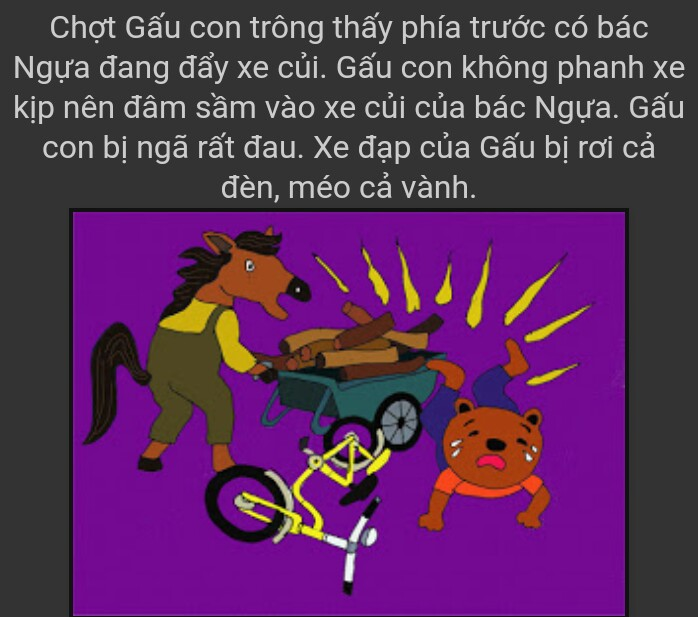 Chợt Gấu con trông thấy phía trước có bác
Ngựa đang đẩy xe củi. Gấu con không phanh xe
kịp nên đâm sầm vào xe củi của bác Ngựa. Gấu
con bị ngã rất đau. Xe đạp của Gấu bị rơi cả
đèn, méo cả vành.